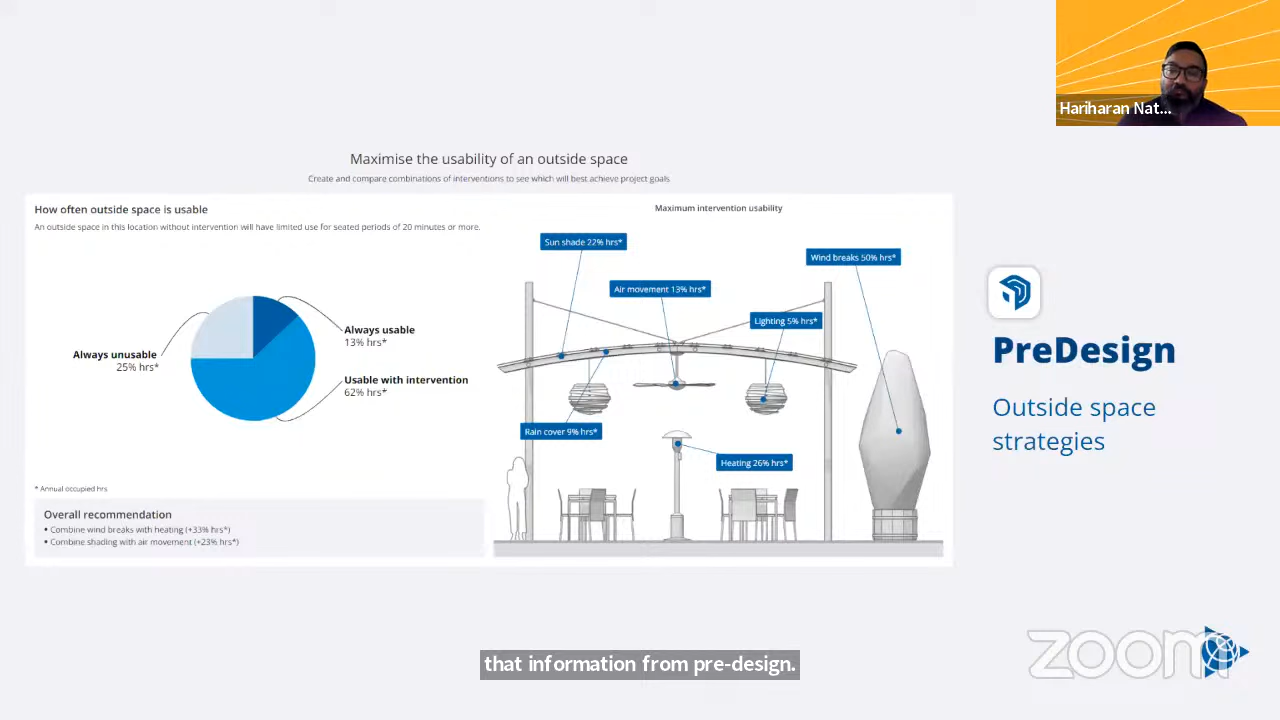 Hariharan Nat...
Maximise the usability of an outside space
Create and compare combinations of interventions to see which will best achieve project goals
How often outside space is usable
An outside space in this location without intervention will have limited use for seated periods of 20 minutes or more.
Always usable
13% hrs*
Always unusable
25% hrs*
Usable with intervention
62% hrs*
* Annual occupied hrs
Overall recommendation
• Combine wind breaks with heating (+33% hrs*)
• Combine shading with air movement (+23% hrs*)
Maximum intervention usability
Sun shade 22% hrs*
Wind breaks 50% hrs*
Air movement 13% hrs*
Lighting 5% hrs*
Rain cover 9% hrs*
Heating 26% hrs*
PreDesign
Outside space
strategies
that information from pre-design.
zoom